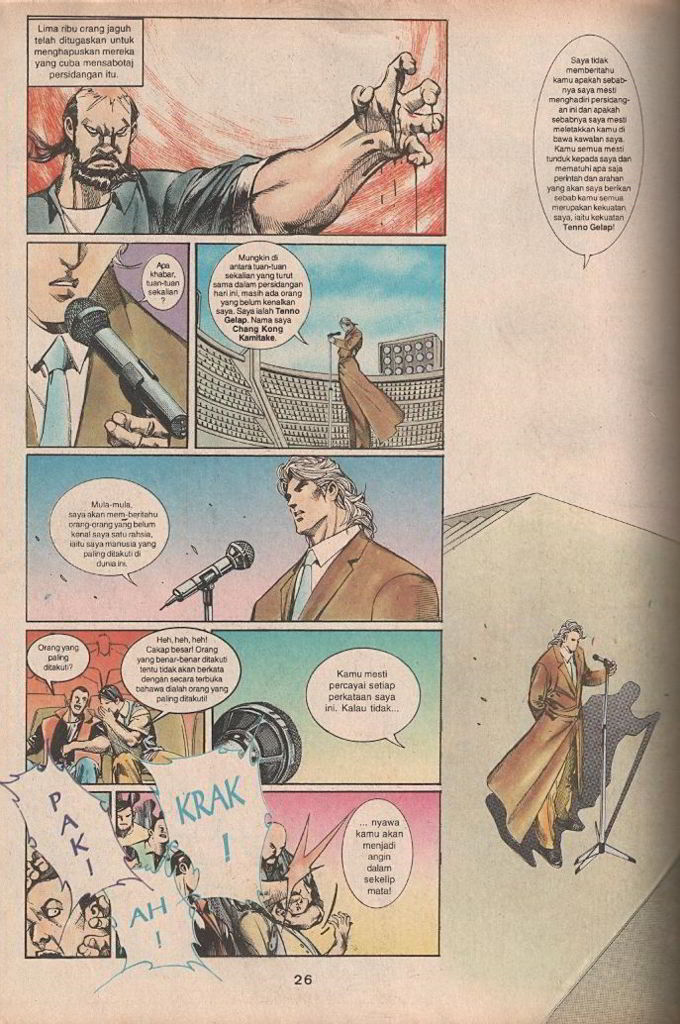 Lima ribu orang jaguh
telah ditugaskan untuk
menghapuskan mereka
yang cuba mensabotaj
persidangan itu.
Apa
khabar,
tuan-tuan
sekalian
?
Mungkin di
antara tuan-tuan
sekalian yang turut
sama dalam persidangan
hari ini, masih ada orang
yang belum kenalkan
saya. Saya ialah Tenno
Gelap. Nama saya
Chang Kong
Kamitake.
Mula-mula,
saya akan mem-beritahu
orang-orang yang belum
kenal saya satu rahsia,
iaitu saya manusia yang
paling ditakuti di
dunia ini.
Orang yang
paling
ditakuti?
Heh, heh, heh!
Cakap besar! Orang
yang benar-benar ditakuti
tentu tidak akan berkata
dengan secara terbuka
bahawa dialah orang yang
paling ditakuti!
Kamu mesti
percayai setiap
perkataan saya
ini. Kalau tidak...
PAK!
KRAK
!
AH
!
... nyawa
kamu akan
menjadi
angin
dalam
sekelip
mata!
Saya tidak
memberitahu
kamu apakah sebab-
nya saya mesti
menghadiri persidang-
an ini dan apakah
sebabnya saya mesti
meletakkan kamu di
bawa kawalan saya.
Kamu semua mesti
tunduk kepada saya dan
mematuhi apa saja
perintah dan arahan
yang akan saya berikan
sebab kamu semua
merupakan kekuatan
saya, iaitu kekuatan
Tenno Gelap!
26